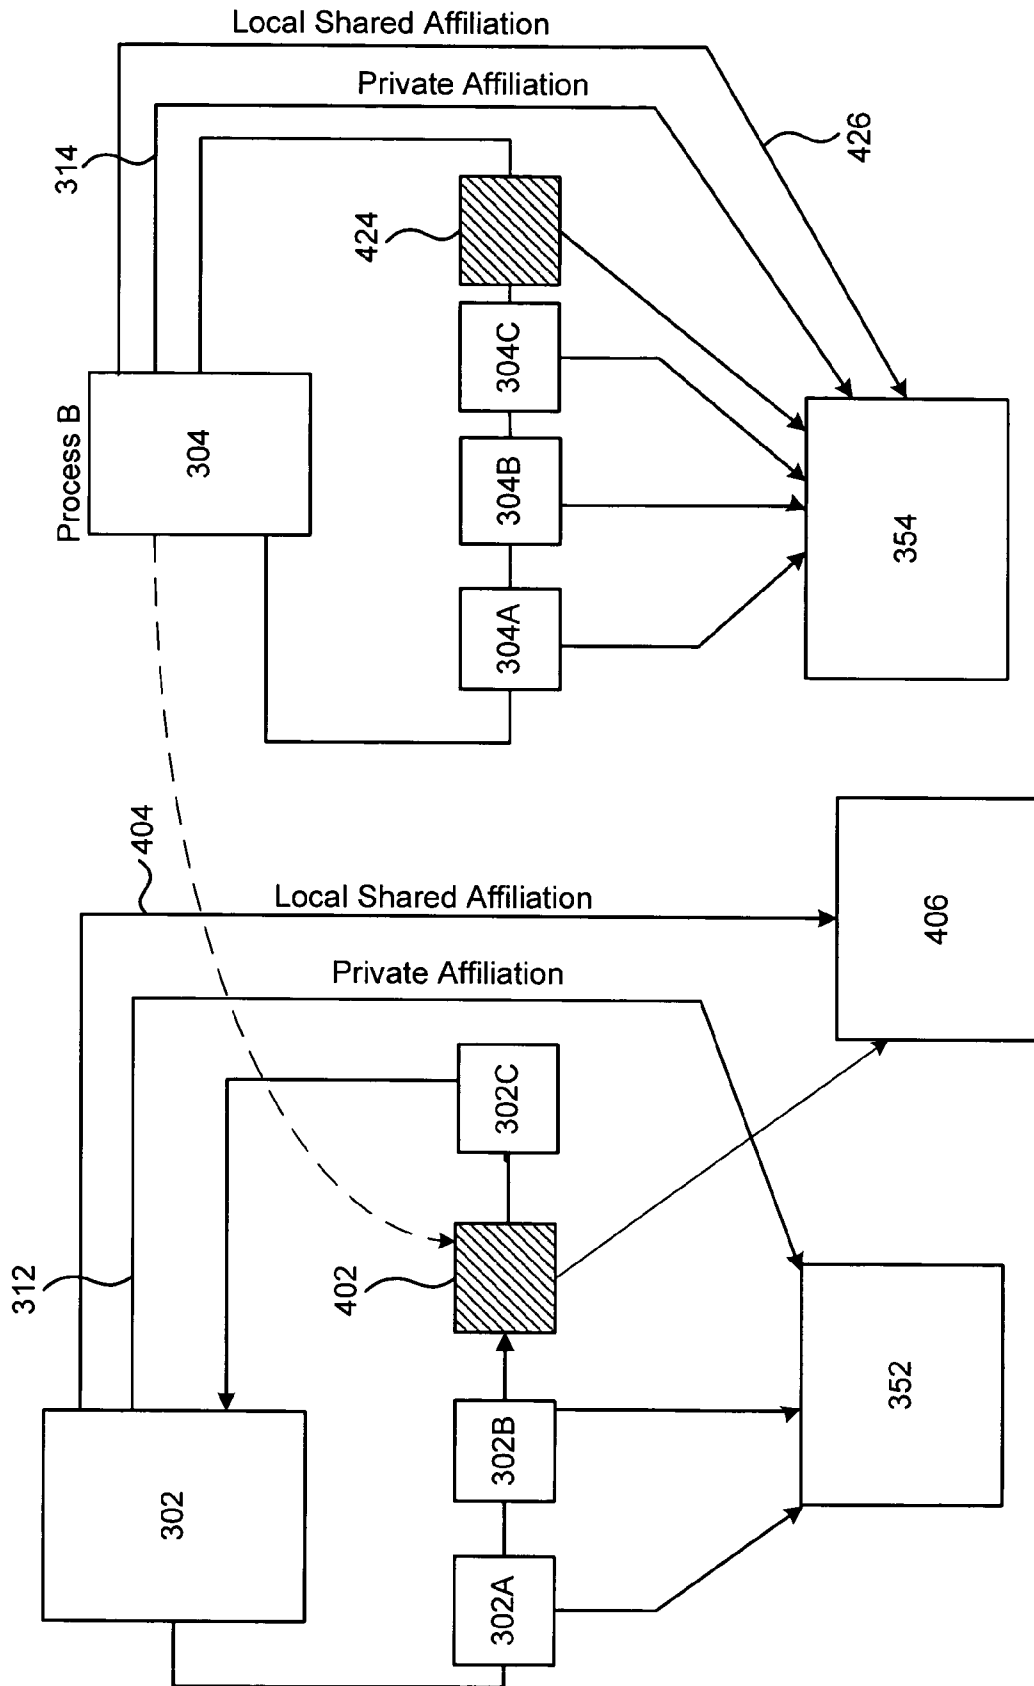 302
312
404
Local Shared Affiliation
Private Affiliation
302A
302B
402
302C
352
406
Process B
304
314
Local Shared Affiliation
Private Affiliation
304A
304B
304C
424
426
354